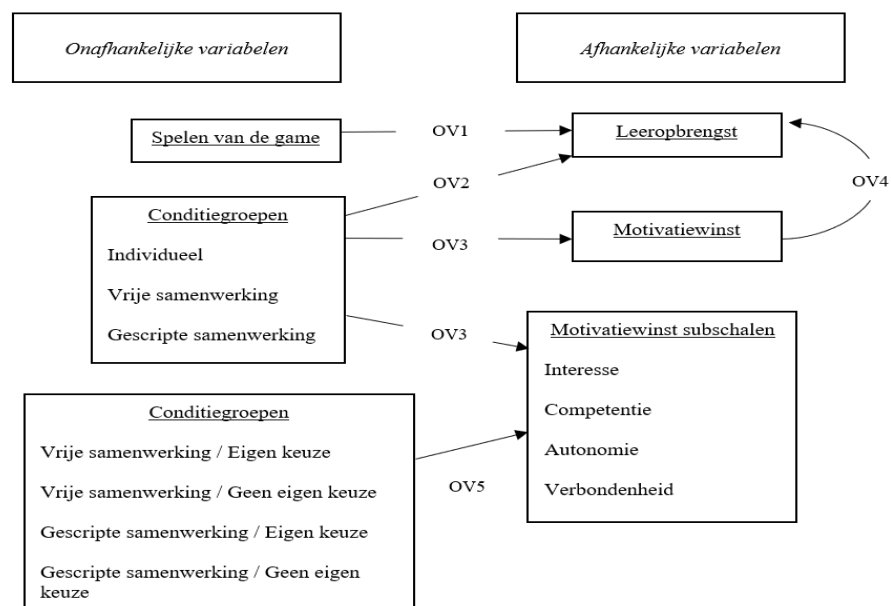 Onafhankelijke variabelen
Afhankelijke variabelen
Spelen van de game
OV1
Leeropbrengst
OV2
OV4
Conditiegroepen
Individueel
Vrije samenwerking
Gescripte samenwerking
OV3
Motivatiewinst
OV3
Motivatiewinst subschalen
Interesse
Competentie
Autonomie
Verbondenheid
Conditiegroepen
Vrije samenwerking / Eigen keuze
Vrije samenwerking / Geen eigen keuze
Gescripte samenwerking / Eigen keuze
Gescripte samenwerking / Geen eigen
keuze
OV5